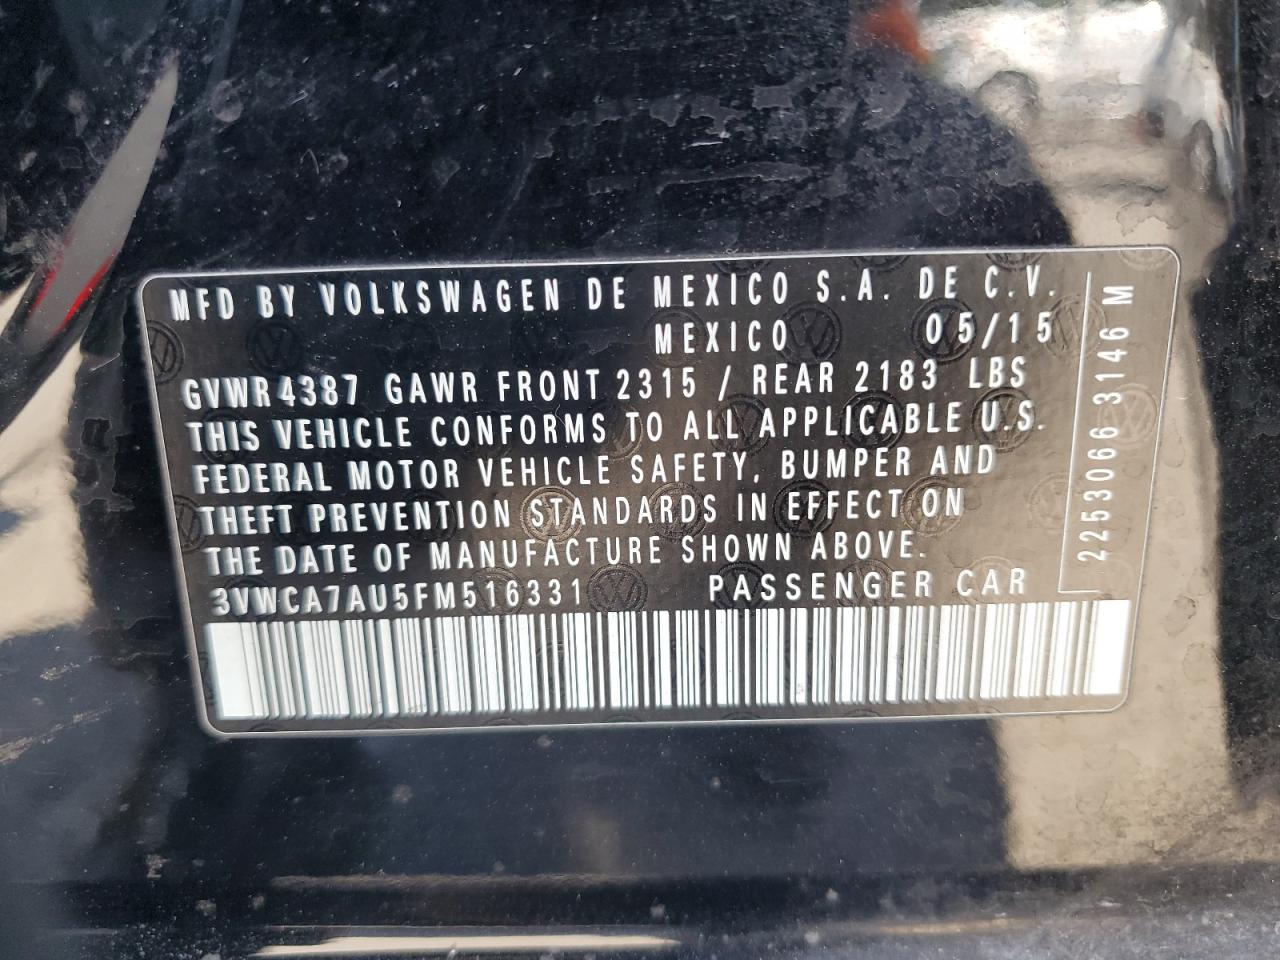 MFD BY VOLKSWAGEN DE MEXICO S.A. DE C.V.
MEXICO 05/15
GVWR 4387 GAWR FRONT 2315 / REAR 2183 LBS
THIS VEHICLE CONFORMS TO ALL APPLICABLE U.S.
FEDERAL MOTOR VEHICLE SAFETY, BUMPER AND
THEFT PREVENTION STANDARDS IN EFFECT ON
THE DATE OF MANUFACTURE SHOWN ABOVE.
3VWCA7AU5FM516331 PASSENGER CAR
2253066 3146 M